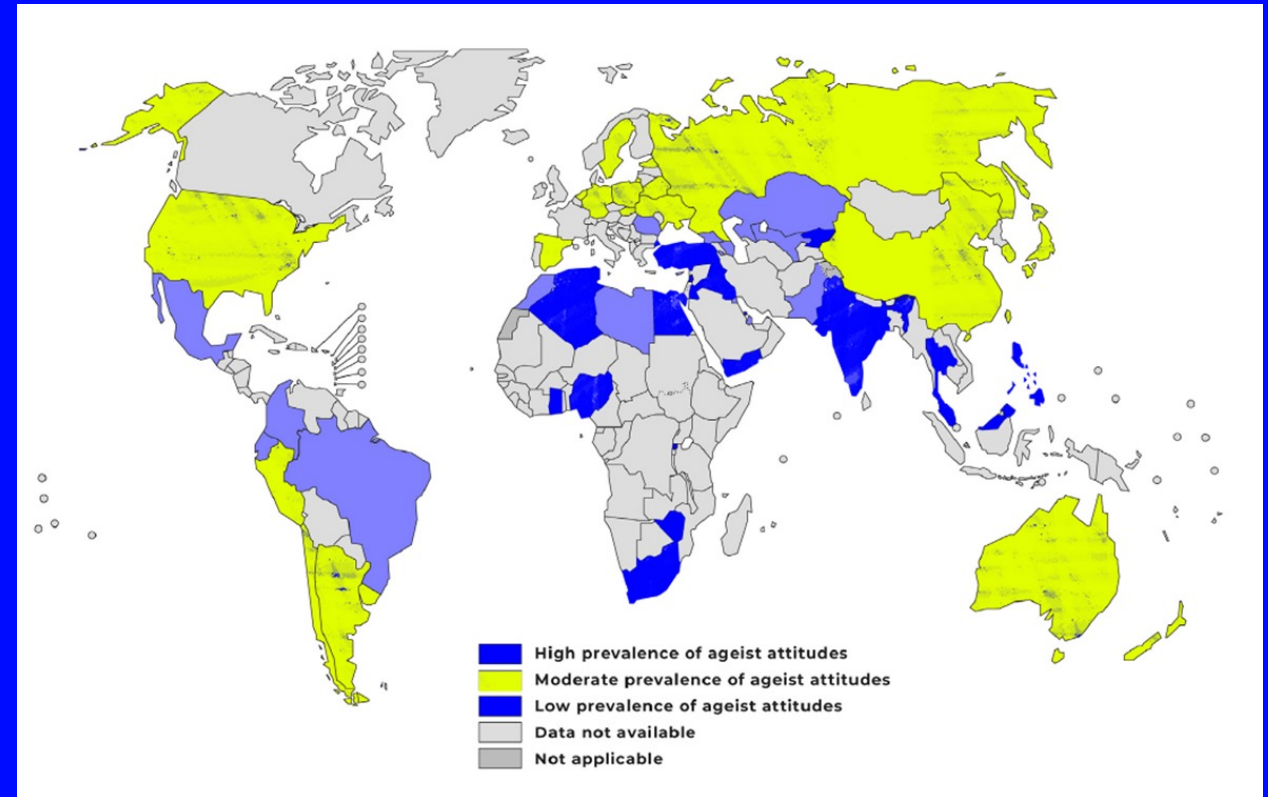 High prevalence of ageist attitudes
Moderate prevalence of ageist attitudes
Low prevalence of ageist attitudes
Data not available
Not applicable